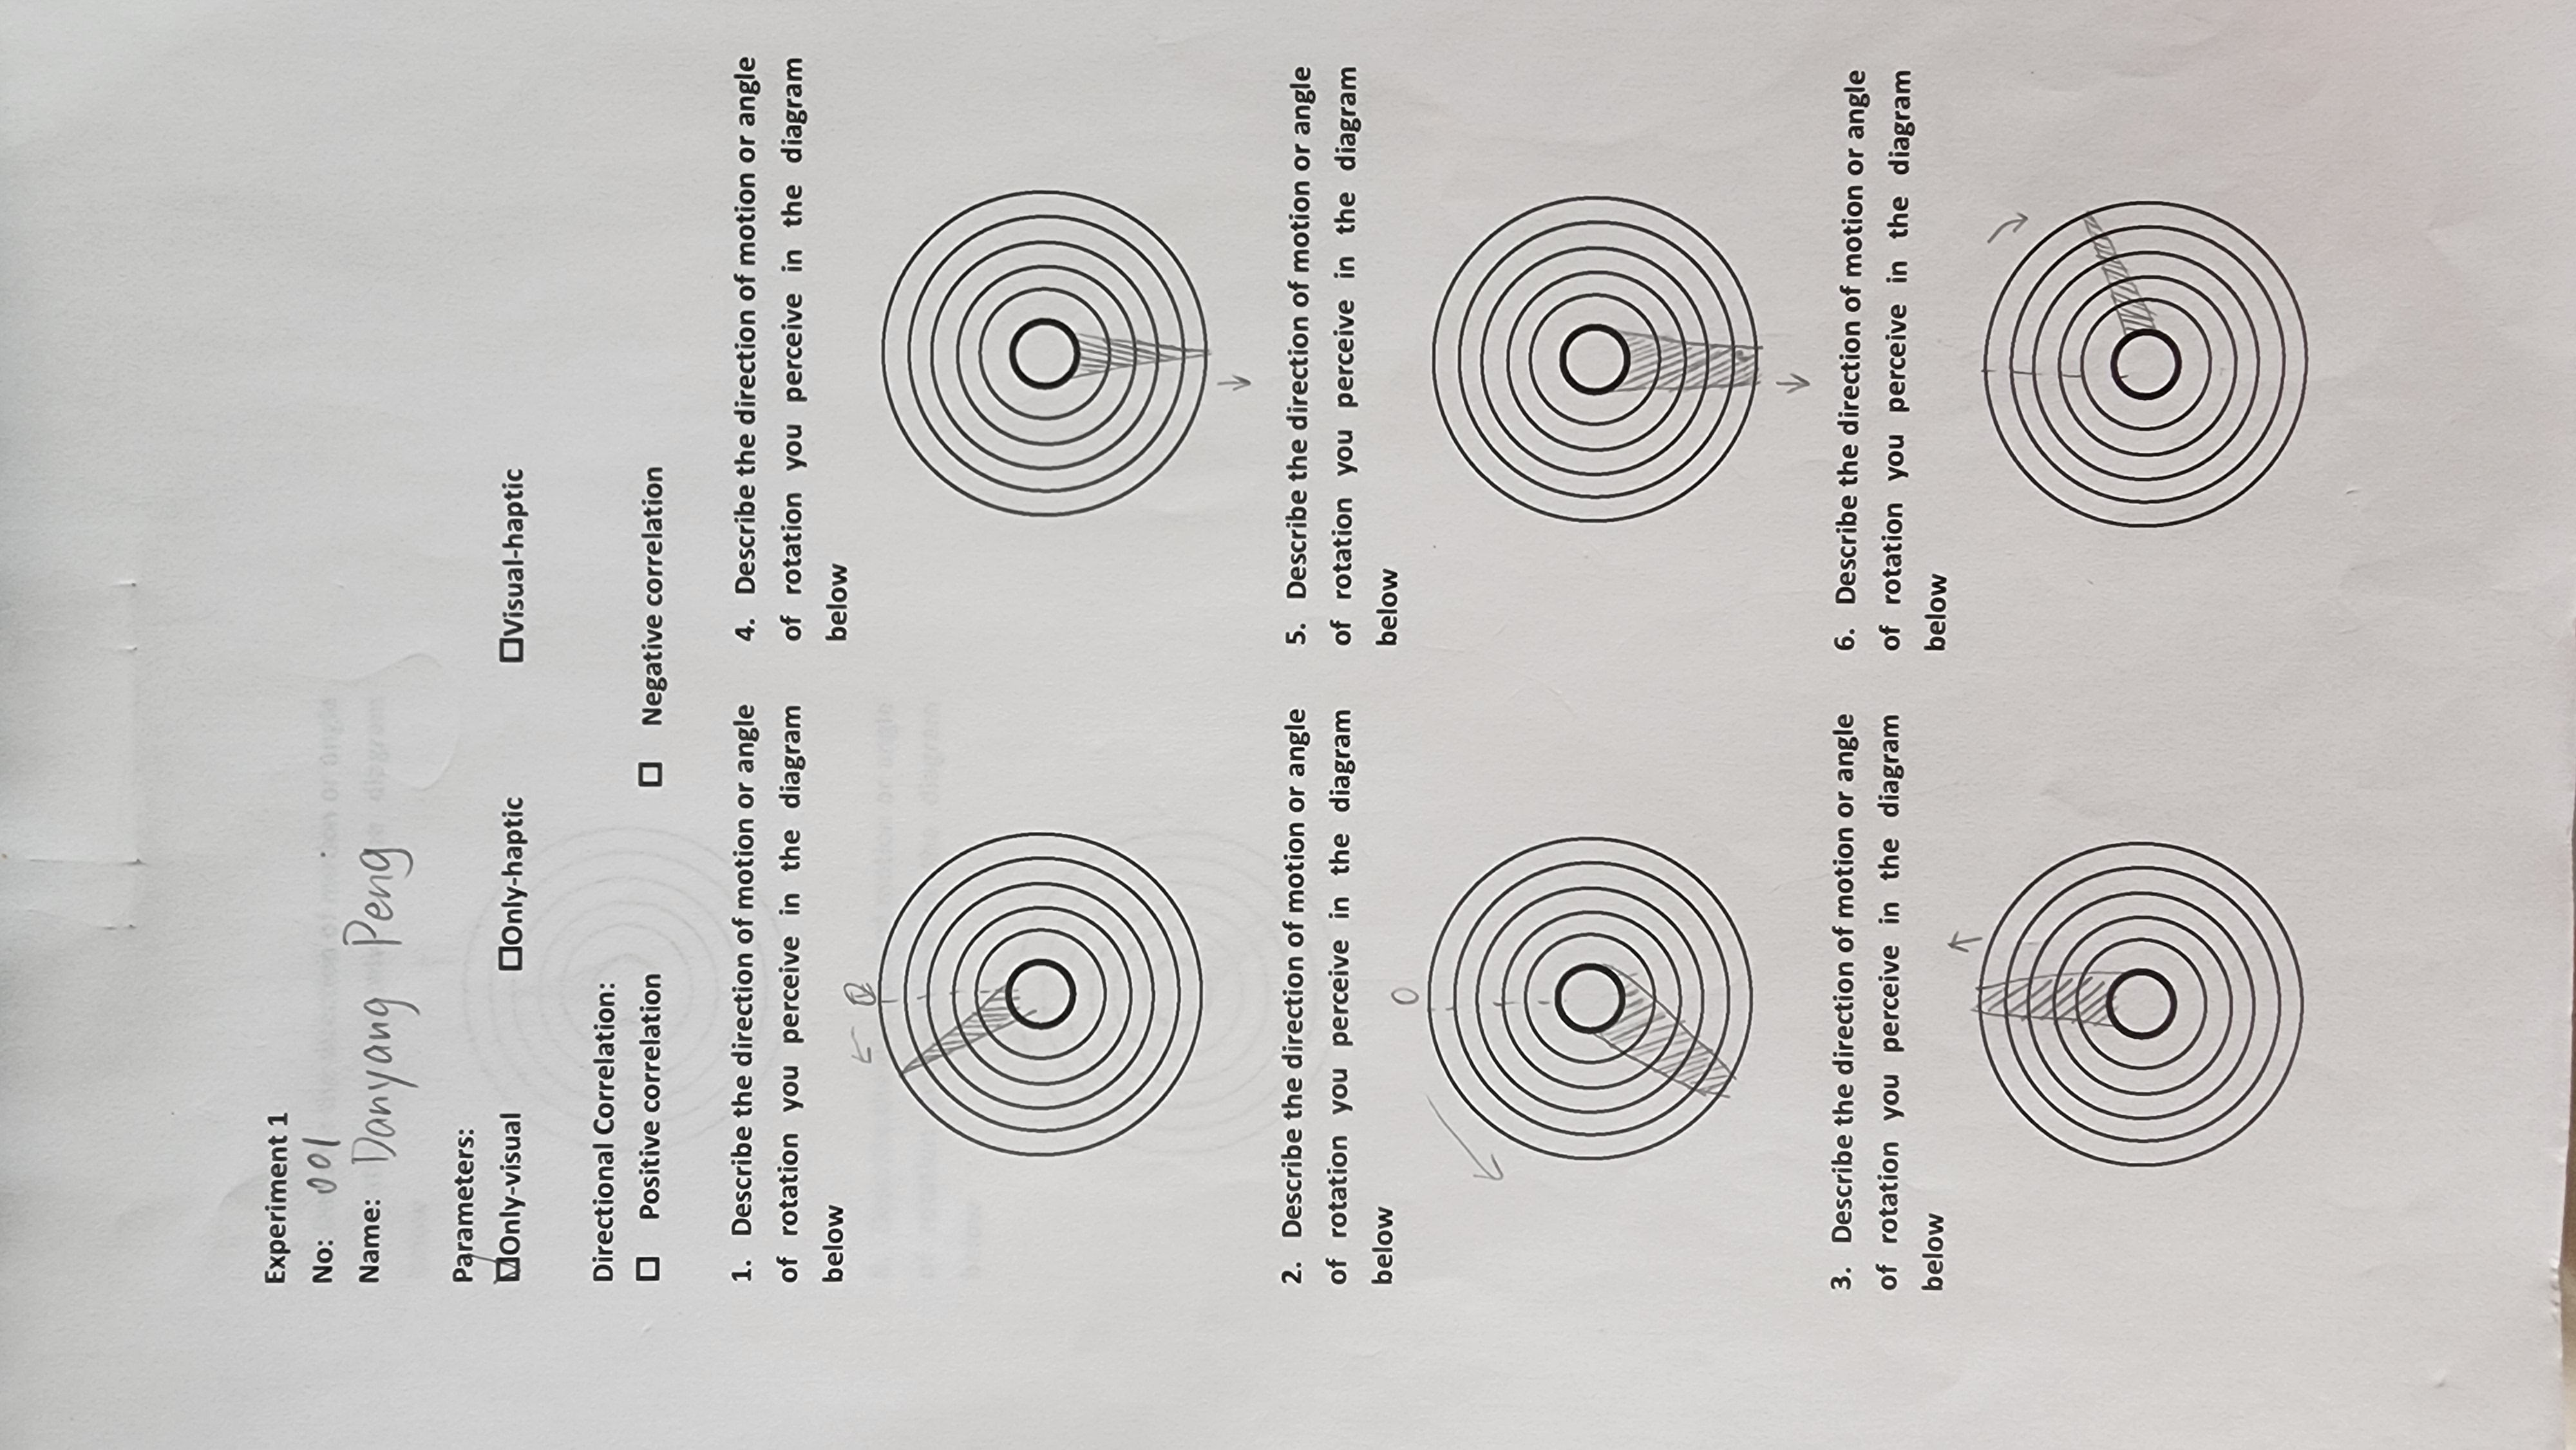 Experiment 1
No: 001
Name: Danyang Peng
Parameters:
☑Only-visual ☐Only-haptic ☐Visual-haptic
Directional Correlation:
☐ Positive correlation ☐ Negative correlation
1. Describe the direction of motion or angle
of rotation you perceive in the diagram
below
0
2. Describe the direction of motion or angle
of rotation you perceive in the diagram
below
0
3. Describe the direction of motion or angle
of rotation you perceive in the diagram
below
4. Describe the direction of motion or angle
of rotation you perceive in the diagram
below
5. Describe the direction of motion or angle
of rotation you perceive in the diagram
below
6. Describe the direction of motion or angle
of rotation you perceive in the diagram
below